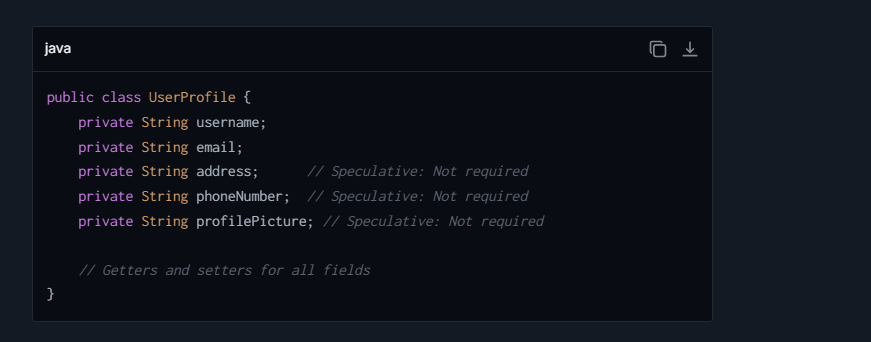 java
public class UserProfile {
    private String username;
    private String email;
    private String address;      // Speculative: Not required
    private String phoneNumber;  // Speculative: Not required
    private String profilePicture; // Speculative: Not required

    // Getters and setters for all fields
}